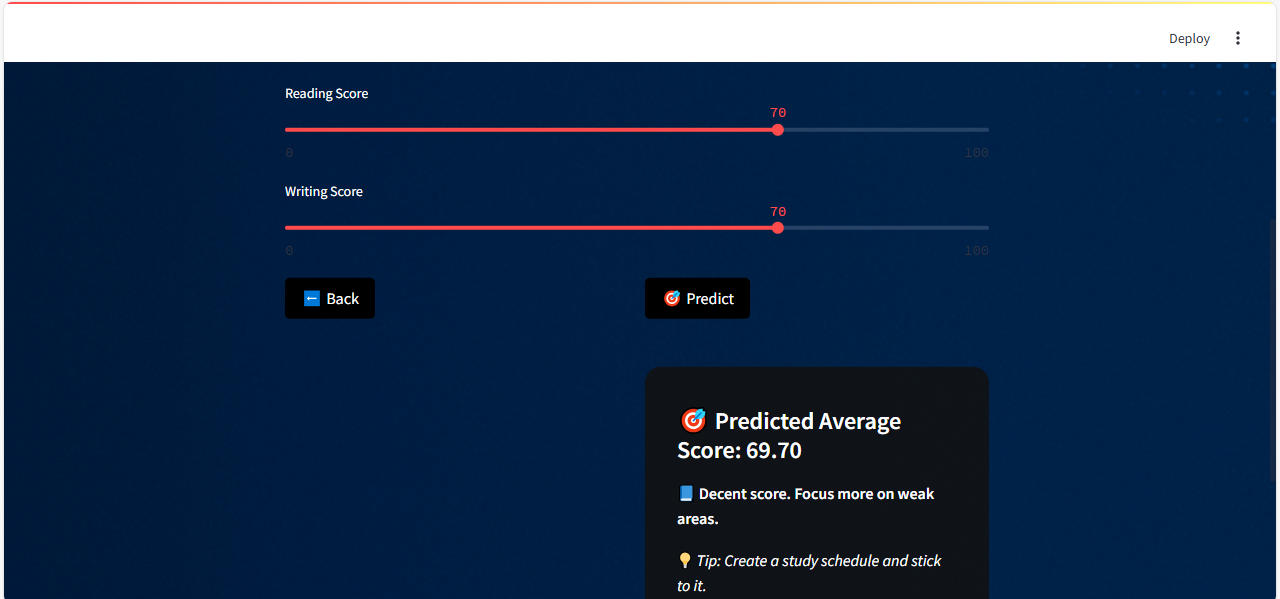 Deploy
Reading Score
70
0 100
Writing Score
70
0 100
Back
Predict
Predicted Average
Score: 69.70
Decent score. Focus more on weak
areas.
Tip: Create a study schedule and stick
to it.